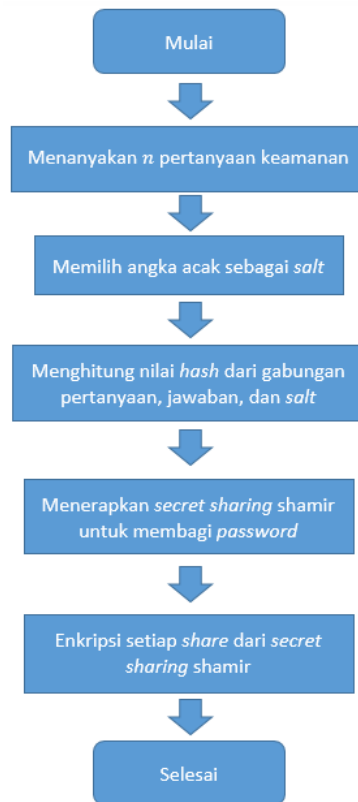 Mulai
Menanyakan n pertanyaan keamanan
Memilih angka acak sebagai salt
Menghitung nilai hash dari gabungan
pertanyaan, jawaban, dan salt
Menerapkan secret sharing shamir
untuk membagi password
Enkripsi setiap share dari secret
sharing shamir
Selesai